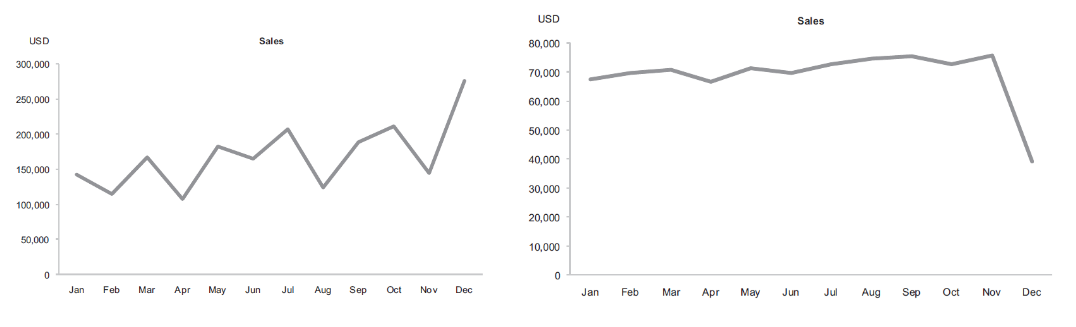 USD
Sales
300,000
250,000
200,000
150,000
100,000
50,000
0
Jan Feb Mar Apr May Jun Jul Aug Sep Oct Nov Dec
USD
Sales
80,000
70,000
60,000
50,000
40,000
30,000
20,000
10,000
0
Jan Feb Mar Apr May Jun Jul Aug Sep Oct Nov Dec